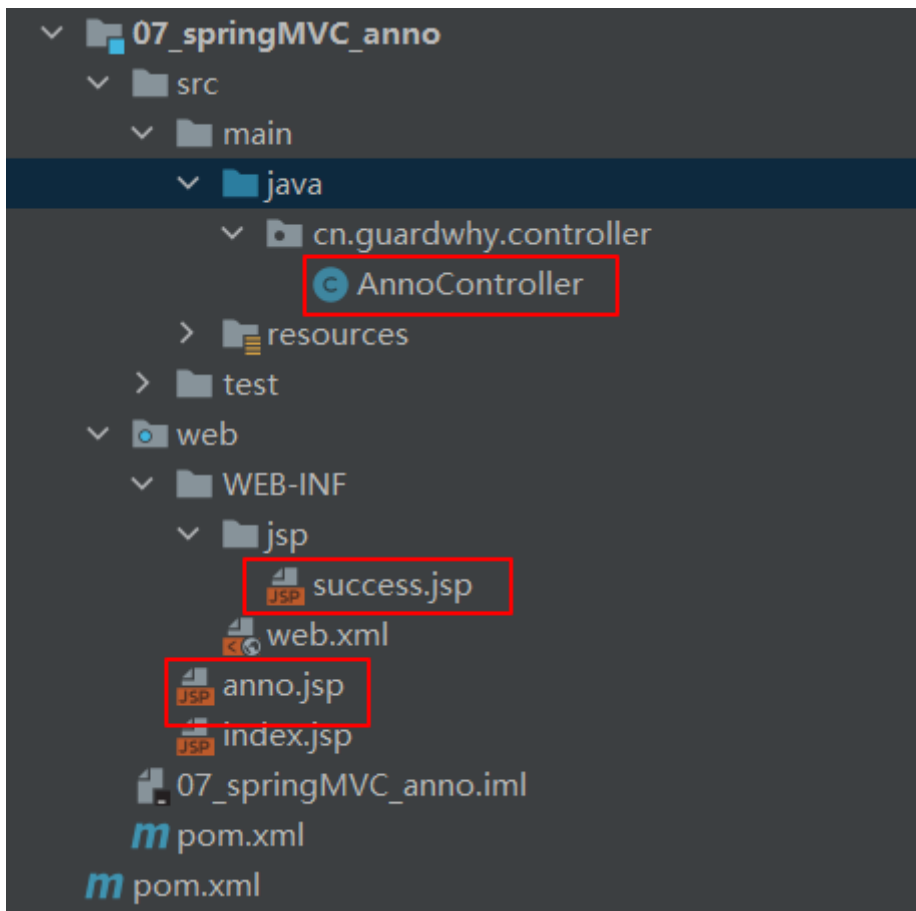 07_springMVC_anno
src
main
java
cn.guardwhy.controller
C AnnoController
resources
test
web
WEB-INF
jsp
JSP success.jsp
web.xml
JSP anno.jsp
JSP index.jsp
07_springMVC_anno.iml
m pom.xml
m pom.xml